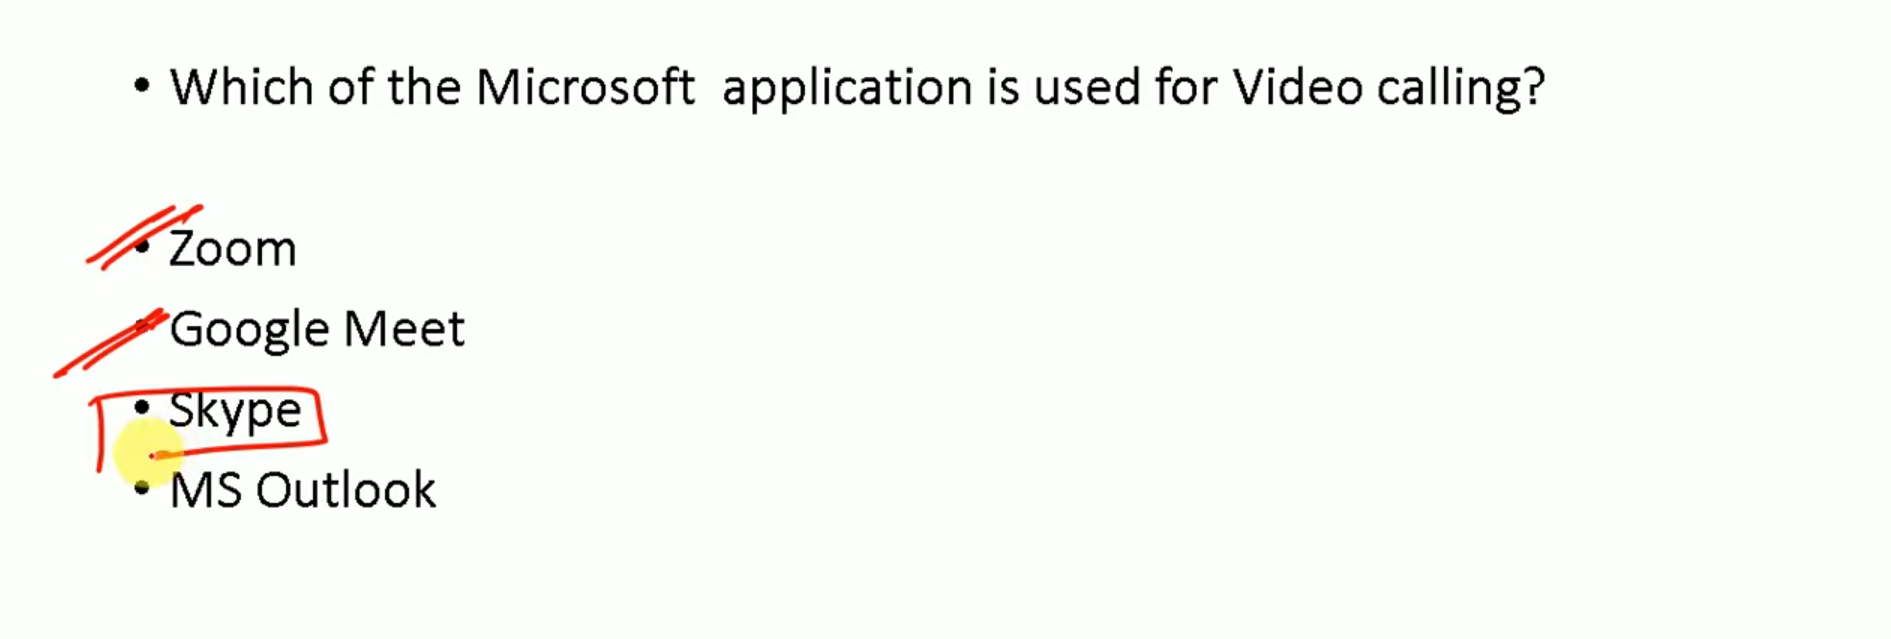 • Which of the Microsoft application is used for Video calling?
• Zoom
• Google Meet
• Skype
• MS Outlook